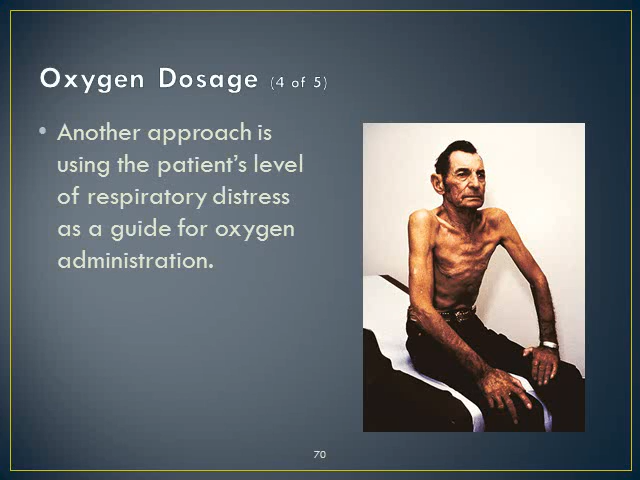 Oxygen Dosage (4 of 5)
• Another approach is
using the patient’s level
of respiratory distress
as a guide for oxygen
administration.
70